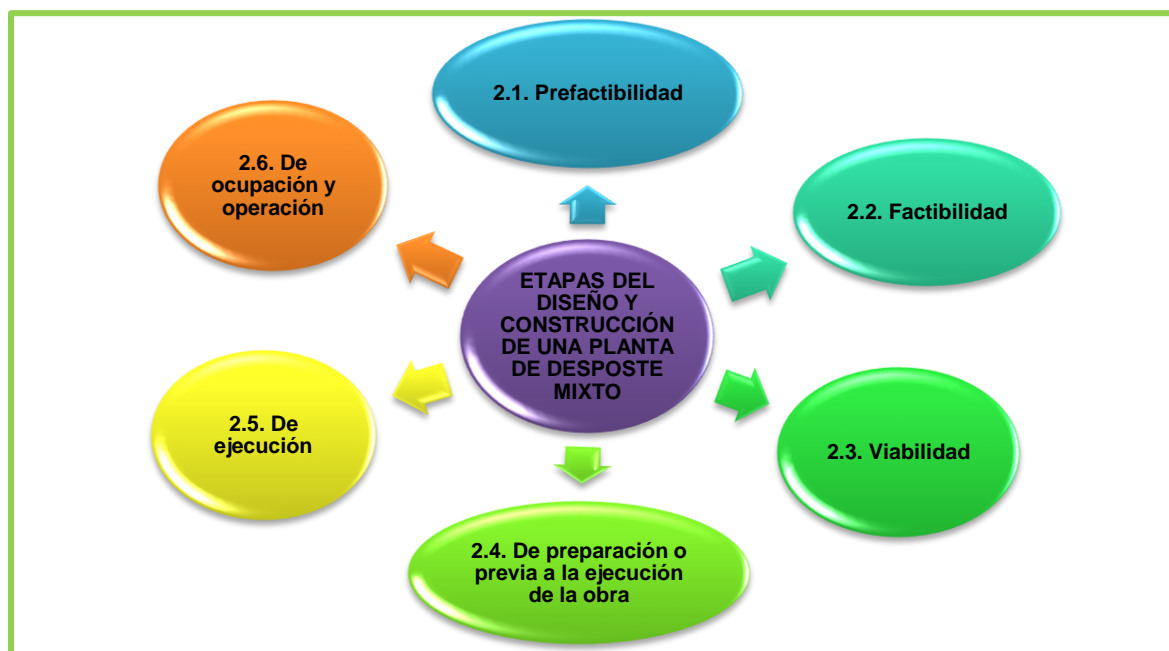 2.1. Prefactibilidad
2.2. Factibilidad
2.3. Viabilidad
2.4. De preparación o
previa a la ejecución
de la obra
2.5. De
ejecución
2.6. De
ocupación y
operación
ETAPAS DEL
DISEÑO Y
CONSTRUCCIÓN
DE UNA PLANTA
DE DESPOSTE
MIXTO